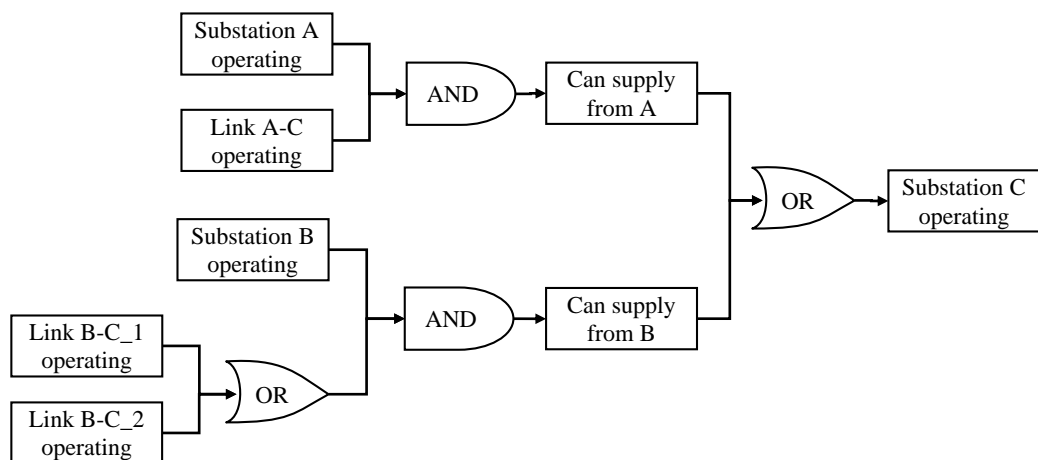 Substation A
operating
Link A-C
operating
AND
Can supply
from A
OR
Substation C
operating
Substation B
operating
AND
Can supply
from B
Link B-C_1
operating
OR
Link B-C_2
operating